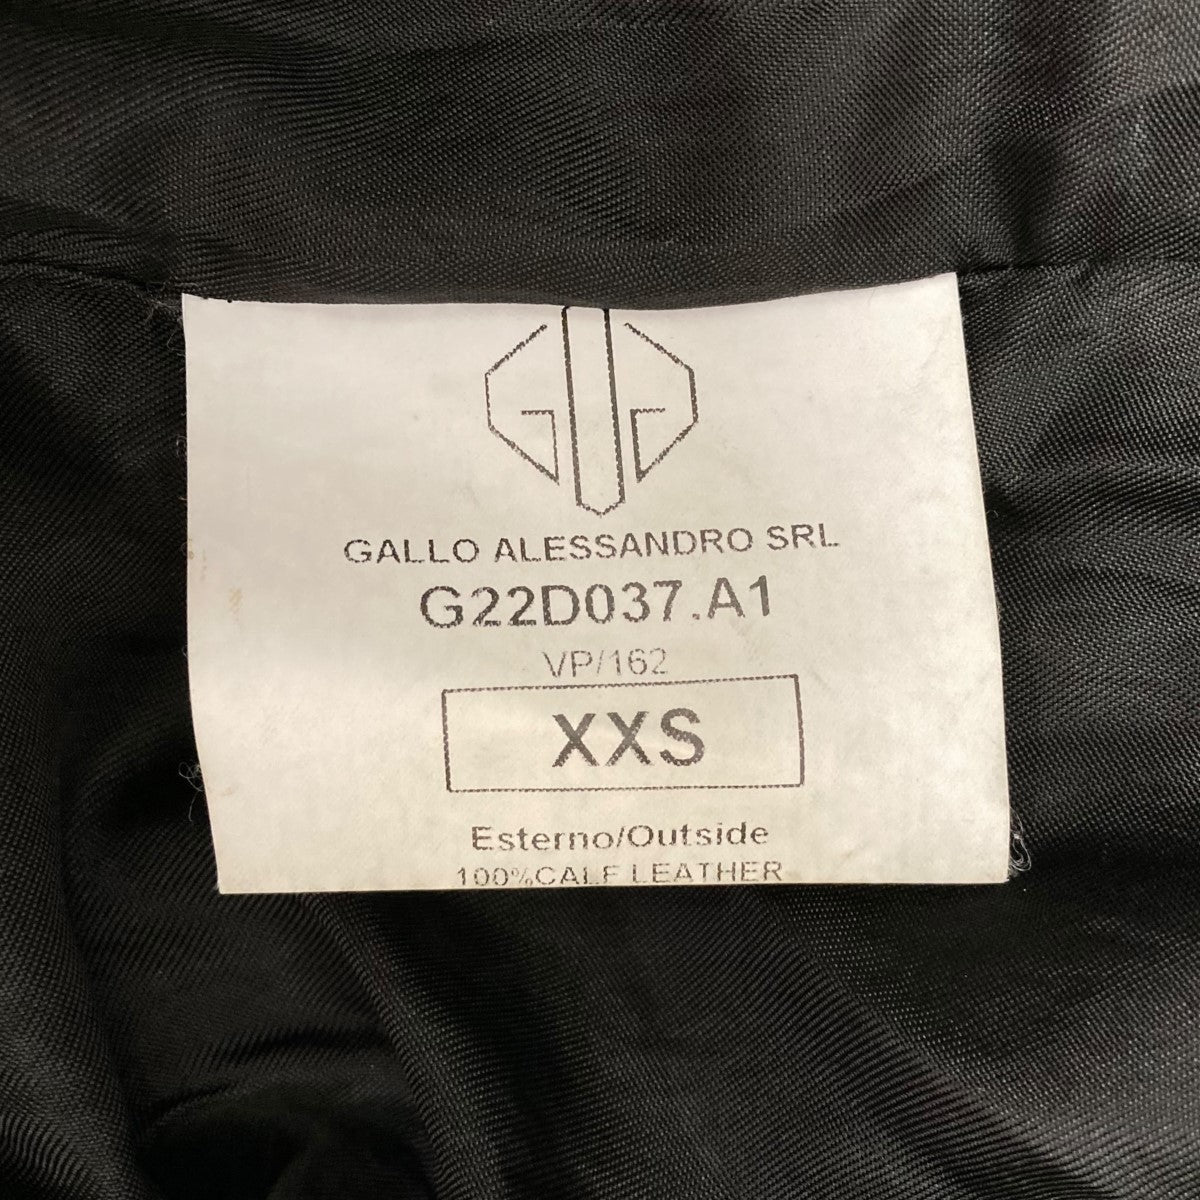 GALLO ALESSANDRO SRL
G22D037.A1
VP/162
XXS
Esterno/Outside
100%CALF LEATHER